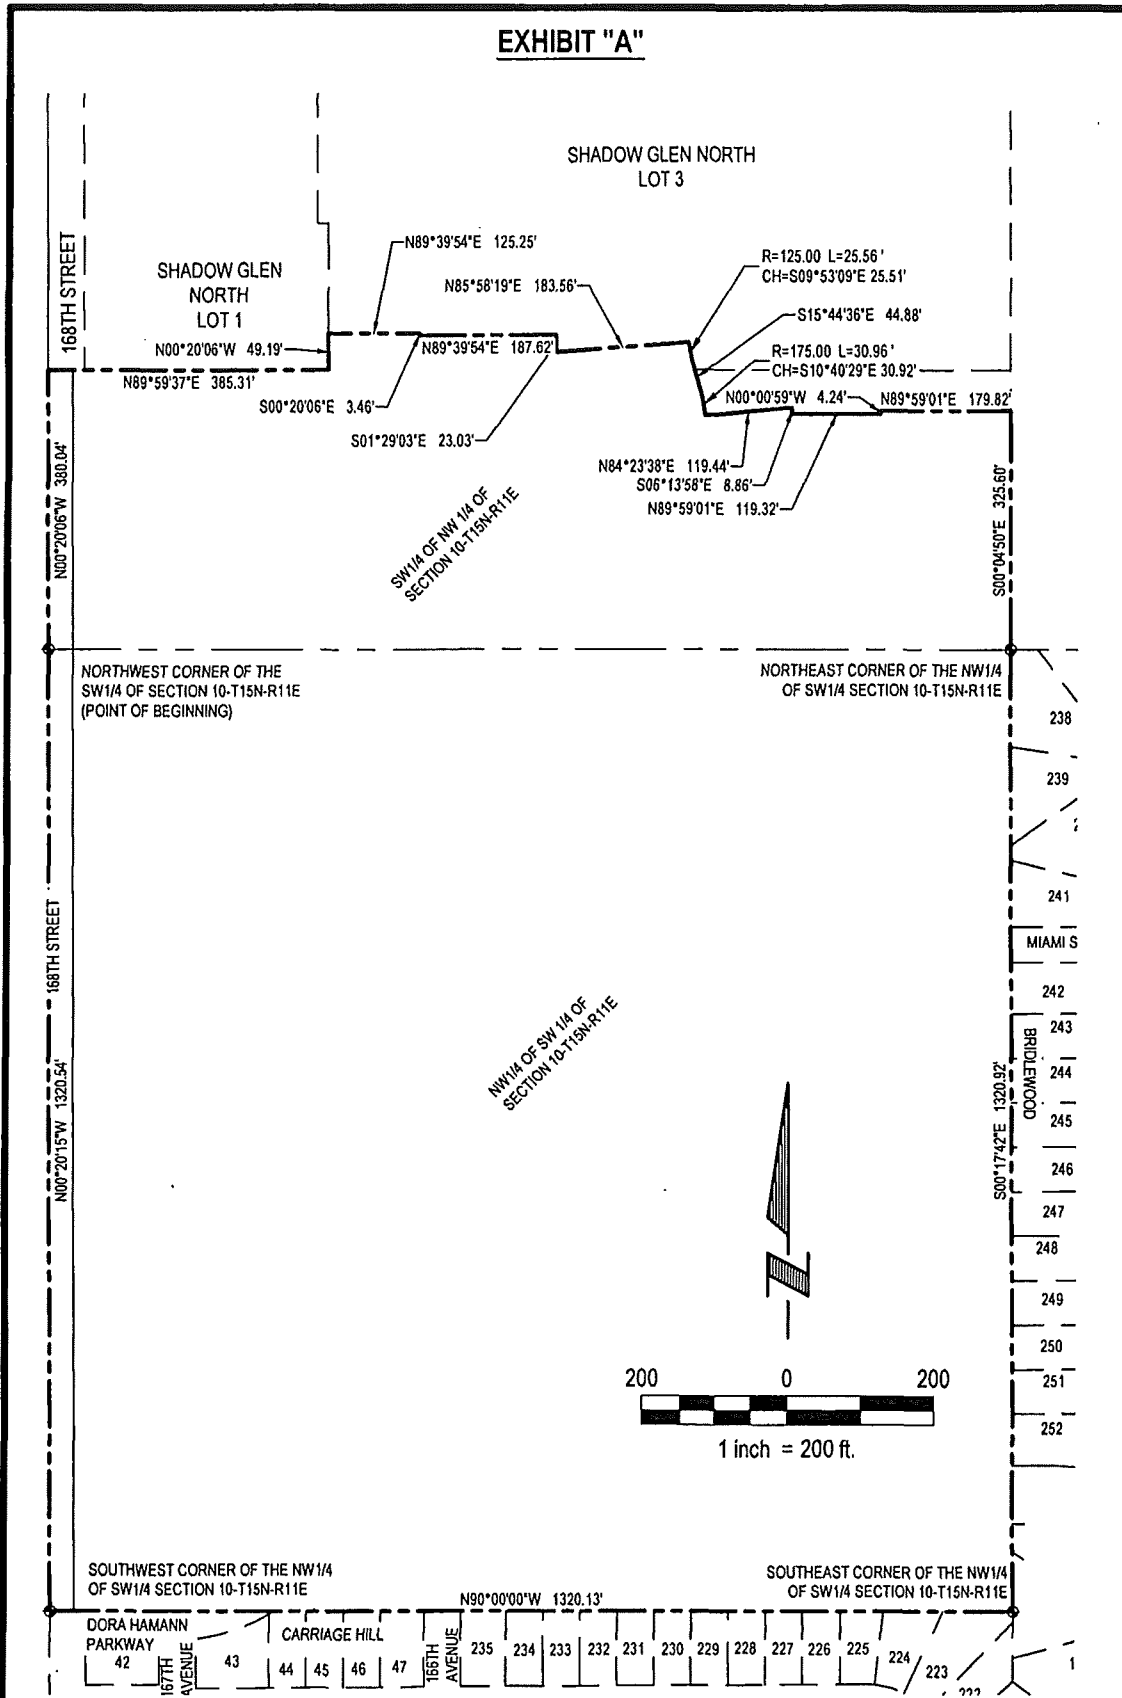 EXHIBIT "A"
SHADOW GLEN NORTH
LOT 3
168TH STREET
SHADOW GLEN
NORTH
LOT 1
N89°39'54"E 125.25'
N85°58'19"E 183.56'
R=125.00 L=25.56 '
CH=S09°53'09"E 25.51'
S15°44'36"E 44.88'
N00°20'06"W 49.19'
N89°39'54"E 187.62'
R=175.00 L=30.96 '
CH=S10°40'29"E 30.92'
N89°59'37"E 385.31'
N00°00'59"W 4.24'
N89°59'01"E 179.82'
S00°20'06"E 3.46'
S01°29'03"E 23.03'
N84°23'38"E 119.44'
S06°13'58"E 8.86'
N89°59'01"E 119.32'
N00°20'06"W 380.04'
S00°04'50"E 325.60'
SW1/4 OF NW 1/4 OF
SECTION 10-T15N-R11E
NORTHWEST CORNER OF THE
SW1/4 OF SECTION 10-T15N-R11E
(POINT OF BEGINNING)
NORTHEAST CORNER OF THE NW1/4
OF SW1/4 SECTION 10-T15N-R11E
238
239
241
MIAMI S
242
243
BRIDLEWOOD
244
245
246
247
248
249
250
251
252
168TH STREET
N00°20'15"W 1320.54'
NW1/4 OF SW 1/4 OF
SECTION 10-T15N-R11E
S00°17'42"E 1320.92'
N
200 0 200
1 inch = 200 ft.
SOUTHWEST CORNER OF THE NW1/4
OF SW1/4 SECTION 10-T15N-R11E
SOUTHEAST CORNER OF THE NW1/4
OF SW1/4 SECTION 10-T15N-R11E
N90°00'00"W 1320.13'
DORA HAMANN
PARKWAY
42
167TH
AVENUE
43
CARRIAGE HILL
44
45
46
47
166TH
AVENUE
235
234
233
232
231
230
229
228
227
226
225
224
223
222
1